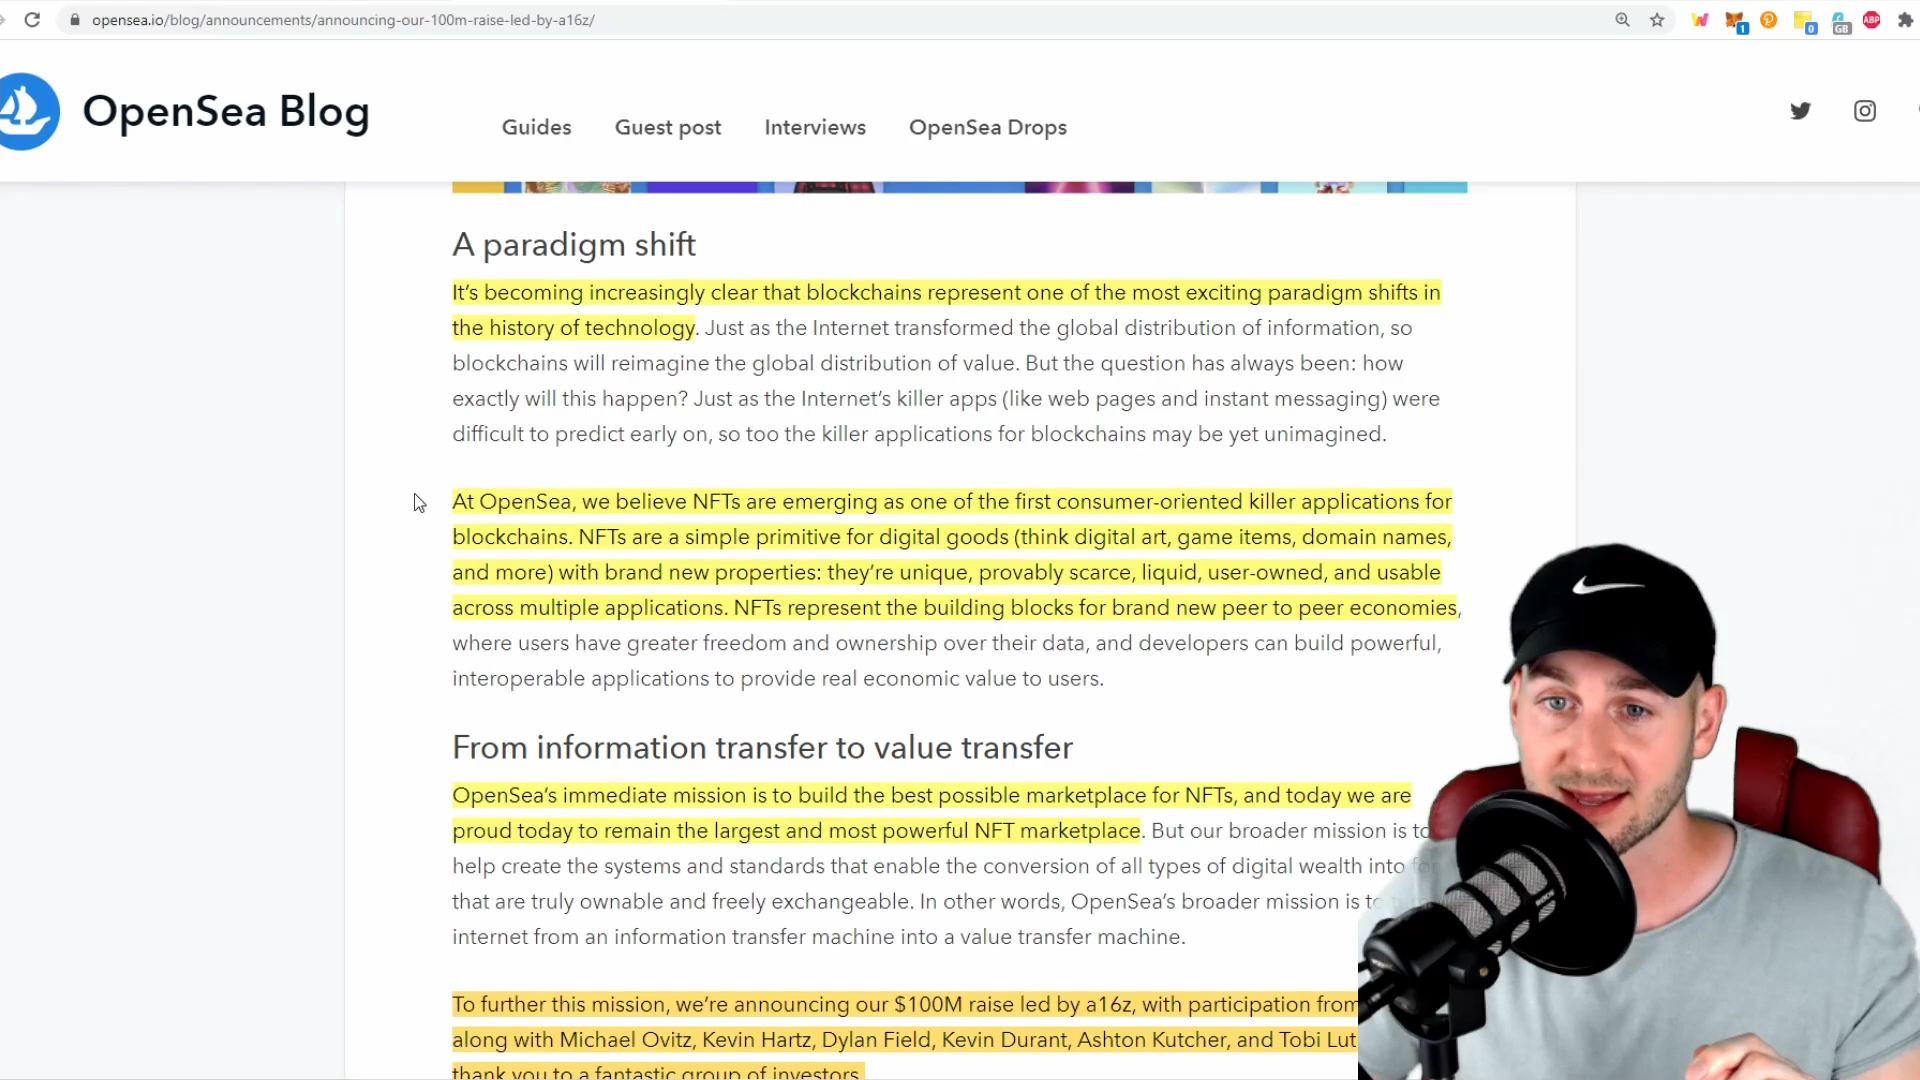 opensea.io/blog/announcements/announcing-our-100m-raise-led-by-a16z/
1
0
GB
ABP
OpenSea Blog
Guides
Guest post
Interviews
OpenSea Drops
A paradigm shift
It's becoming increasingly clear that blockchains represent one of the most exciting paradigm shifts in
the history of technology. Just as the Internet transformed the global distribution of information, so
blockchains will reimagine the global distribution of value. But the question has always been: how
exactly will this happen? Just as the Internet's killer apps (like web pages and instant messaging) were
difficult to predict early on, so too the killer applications for blockchains may be yet unimagined.
At OpenSea, we believe NFTs are emerging as one of the first consumer-oriented killer applications for
blockchains. NFTs are a simple primitive for digital goods (think digital art, game items, domain names,
and more) with brand new properties: they're unique, provably scarce, liquid, user-owned, and usable
across multiple applications. NFTs represent the building blocks for brand new peer to peer economies,
where users have greater freedom and ownership over their data, and developers can build powerful,
interoperable applications to provide real economic value to users.
From information transfer to value transfer
OpenSea's immediate mission is to build the best possible marketplace for NFTs, and today we are
proud today to remain the largest and most powerful NFT marketplace. But our broader mission is to
help create the systems and standards that enable the conversion of all types of digital wealth into
that are truly ownable and freely exchangeable. In other words, OpenSea's broader mission is to
internet from an information transfer machine into a value transfer machine.
To further this mission, we're announcing our $100M raise led by a16z, with participation from
along with Michael Ovitz, Kevin Hartz, Dylan Field, Kevin Durant, Ashton Kutcher, and Tobi Lut
thank you to a fantastic group of investors.